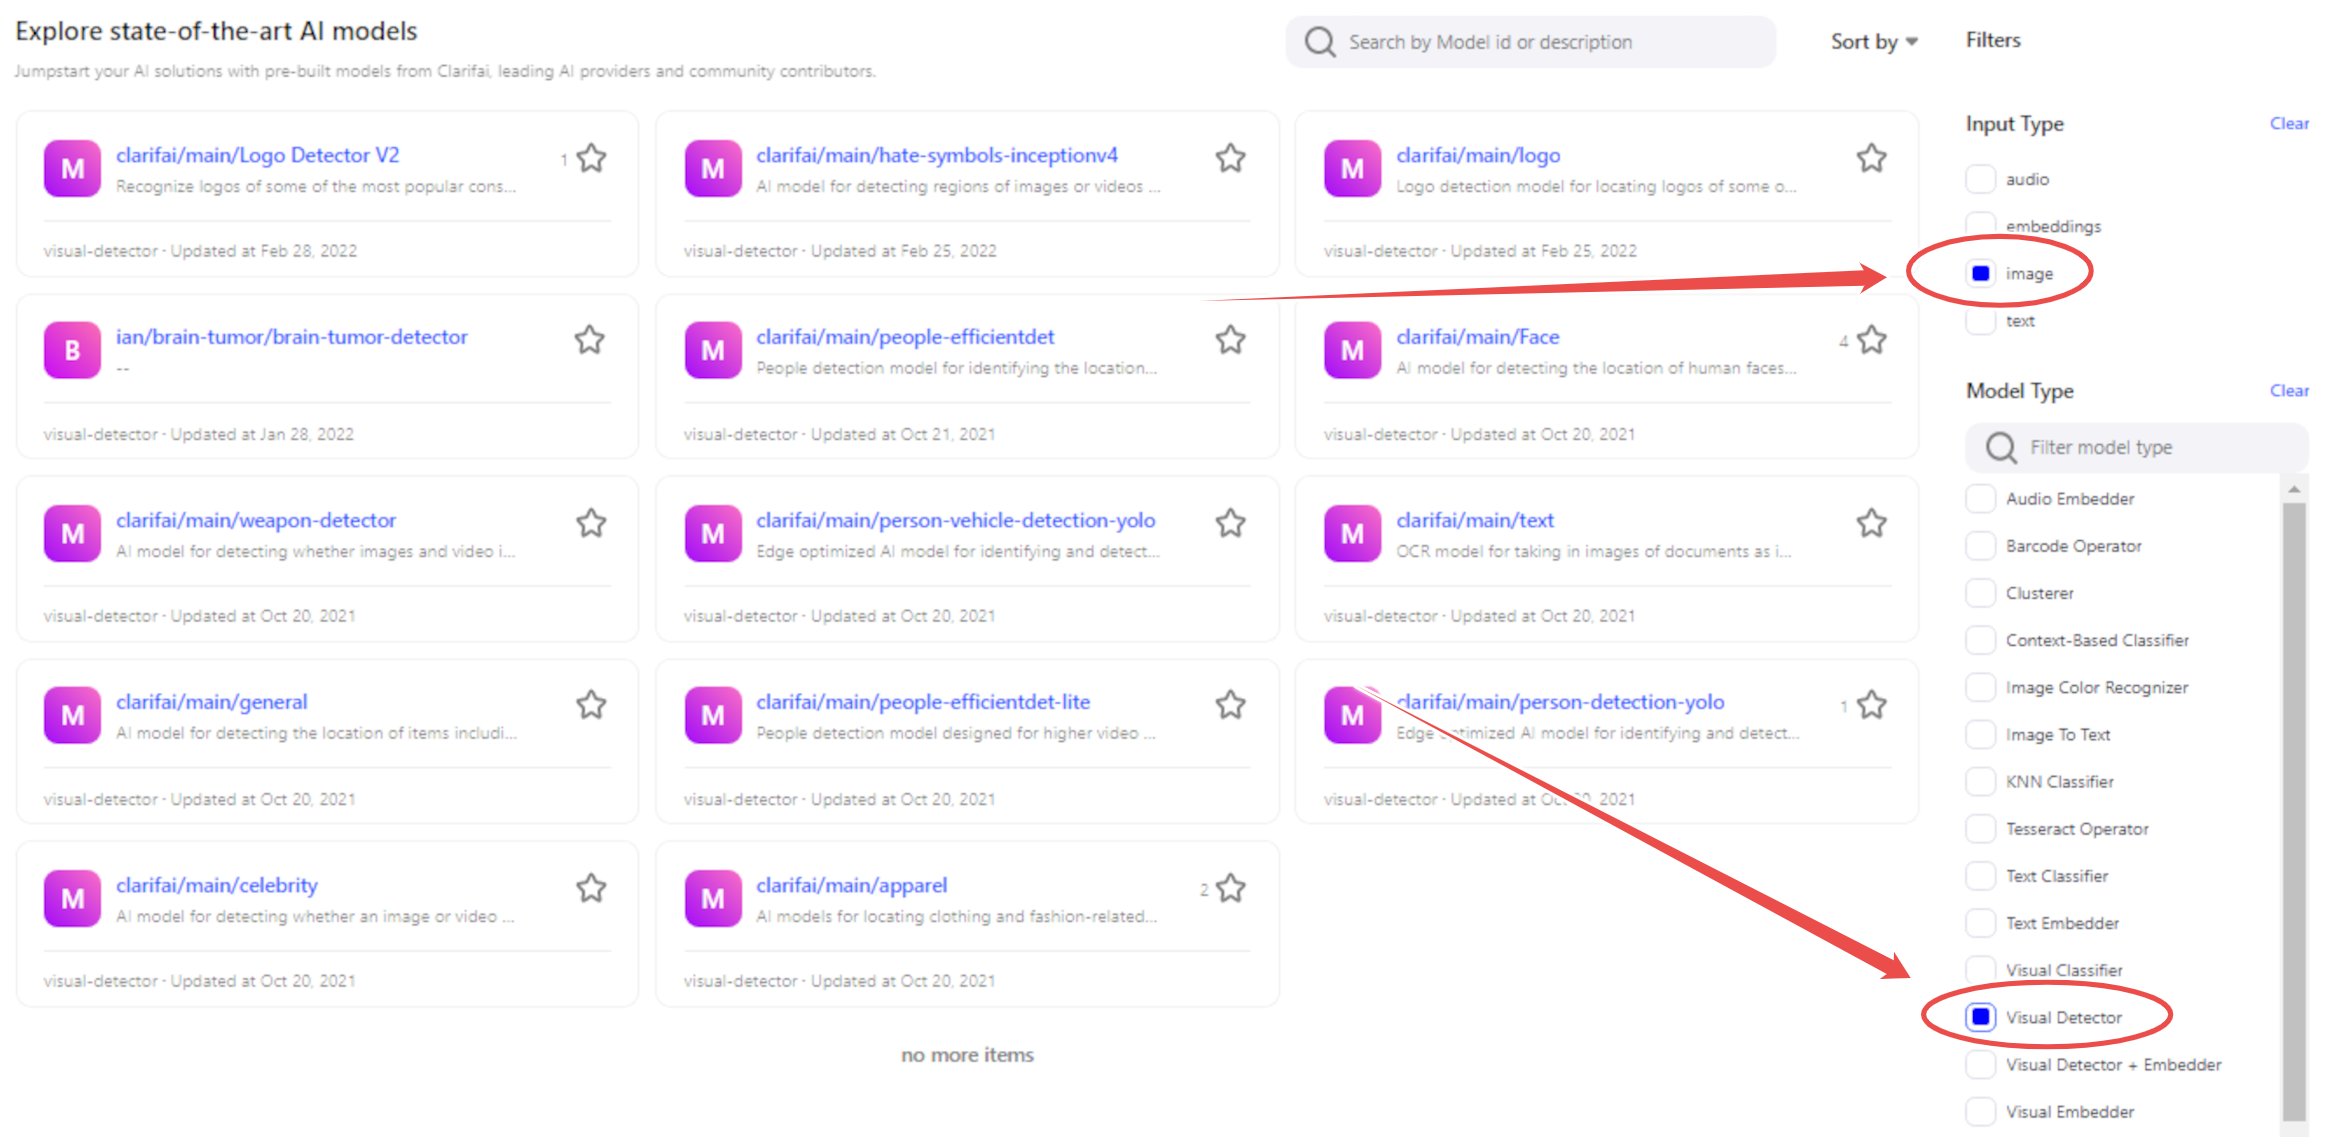 Explore state-of-the-art AI models
Jumpstart your AI solutions with pre-built models from Clarifai, leading AI providers and community contributors.
Search by Model id or description
Sort by
Filters
M
clarifai/main/Logo Detector V2
1
Recognize logos of some of the most popular cons...
visual-detector · Updated at Feb 28, 2022
M
clarifai/main/hate-symbols-inceptionv4
AI model for detecting regions of images or videos ...
visual-detector · Updated at Feb 25, 2022
M
clarifai/main/logo
Logo detection model for locating logos of some o...
visual-detector · Updated at Feb 25, 2022
B
ian/brain-tumor/brain-tumor-detector
--
visual-detector · Updated at Jan 28, 2022
M
clarifai/main/people-efficientdet
People detection model for identifying the location...
visual-detector · Updated at Oct 21, 2021
M
clarifai/main/Face
4
AI model for detecting the location of human faces...
visual-detector · Updated at Oct 20, 2021
M
clarifai/main/weapon-detector
AI model for detecting whether images and video i...
visual-detector · Updated at Oct 20, 2021
M
clarifai/main/person-vehicle-detection-yolo
Edge optimized AI model for identifying and detect...
visual-detector · Updated at Oct 20, 2021
M
clarifai/main/text
OCR model for taking in images of documents as i...
visual-detector · Updated at Oct 20, 2021
M
clarifai/main/general
AI model for detecting the location of items includi...
visual-detector · Updated at Oct 20, 2021
M
clarifai/main/people-efficientdet-lite
People detection model designed for higher video ...
visual-detector · Updated at Oct 20, 2021
M
clarifai/main/person-detection-yolo
1
Edge optimized AI model for identifying and detect...
visual-detector · Updated at Oct 20, 2021
M
clarifai/main/celebrity
AI model for detecting whether an image or video ...
visual-detector · Updated at Oct 20, 2021
M
clarifai/main/apparel
2
AI models for locating clothing and fashion-related...
visual-detector · Updated at Oct 20, 2021
no more items
Input Type
Clear
audio
embeddings
image
text
Model Type
Clear
Filter model type
Audio Embedder
Barcode Operator
Clusterer
Context-Based Classifier
Image Color Recognizer
Image To Text
KNN Classifier
Tesseract Operator
Text Classifier
Text Embedder
Visual Classifier
Visual Detector
Visual Detector + Embedder
Visual Embedder